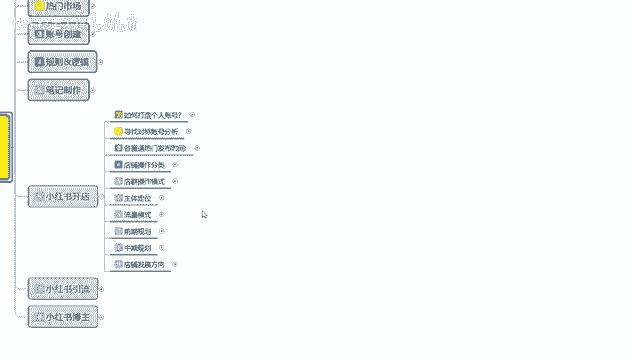 热门市场
账号创建
规则&逻辑
笔记制作
如何打造个人账号?
寻找对标账号分析
各赛道热门发布时间
店铺操作分类
店群操作模式
主体定位
小红书开店
流量模式
前期规划
中期规划
店铺发展方向
小红书引流
小红书博主